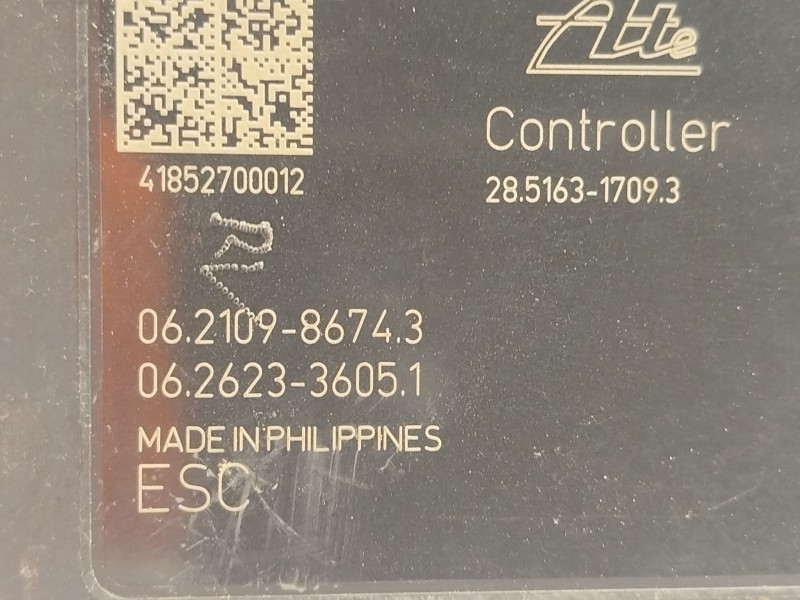 Ate
Controller
28.5163-1709.3
41852700012
06.2109-8674.3
06.2623-3605.1
MADE IN PHILIPPINES
ESC